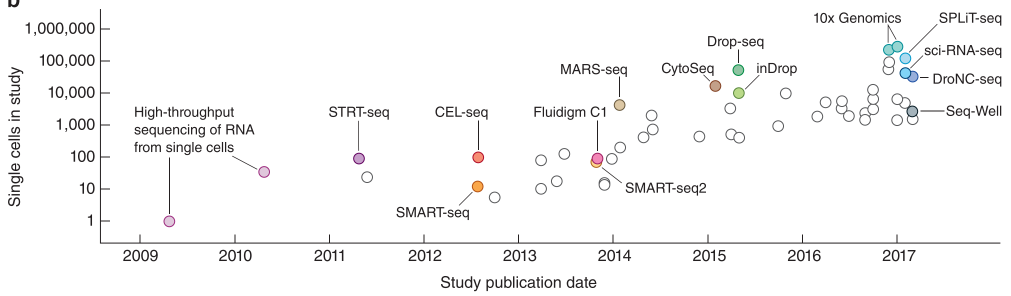 b
Single cells in study
1,000,000
100,000
10,000
1,000
100
10
1
High-throughput
sequencing of RNA
from single cells
STRT-seq
CEL-seq
SMART-seq
Fluidigm C1
SMART-seq2
MARS-seq
CytoSeq
Drop-seq
inDrop
10x Genomics
SPLiT-seq
sci-RNA-seq
DroNC-seq
Seq-Well
2009 2010 2011 2012 2013 2014 2015 2016 2017
Study publication date